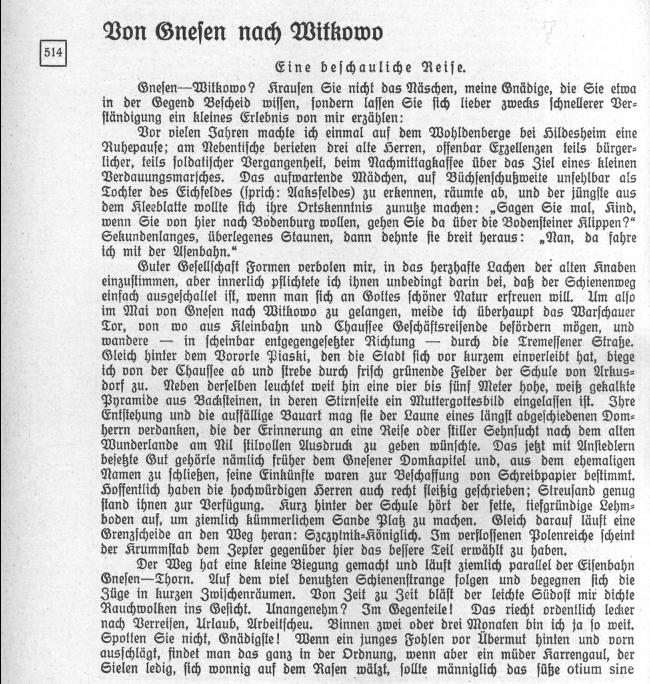 Von Gnesen nach Witkowo
514
Eine beschauliche Reise.
Gnesen—Witkowo? Krausen Sie nicht das Näschen, meine Gnädige, die Sie etwa
in der Gegend Bescheid wissen, sondern lassen Sie sich lieber zwecks schnellerer Ver-
ständigung ein kleines Erlebnis von mir erzählen:
Vor vielen Jahren machte ich einmal auf dem Wohldenberge bei Hildesheim eine
Ruhepause; am Nebentische berieten drei alte Herren, offenbar Exzellenzen teils bürger-
licher, teils soldatischer Vergangenheit, beim Nachmittagkaffee über das Ziel eines kleinen
Verdauungsmarsches. Das aufwartende Mädchen, auf Büchsenschußweite unfehlbar als
Tochter des Eichfeldes (sprich: Aaksfeldes) zu erkennen, räumte ab, und der jüngste aus
dem Kleeblatte wollte sich ihre Ortskenntnis zunutze machen: „Sagen Sie mal, Kind,
wenn Sie von hier nach Bodenburg wollen, gehen Sie da über die Bodensteiner Klippen?“
Sekundenlanges, überlegenes Staunen, dann dehnte sie breit heraus: „Nan, da fahre
ich mit der Asenbahn.“
Guter Gesellschaft Formen verboten mir, in das herzhafte Lachen der alten Knaben
einzustimmen, aber innerlich pflichtete ich ihnen unbedingt darin bei, daß der Schienenweg
einfach ausgeschaltet ist, wenn man sich an Gottes schöner Natur erfreuen will. Um also
im Mai von Gnesen nach Witkowo zu gelangen, meide ich überhaupt das Warschauer
Tor, von wo aus Kleinbahn und Chaussee Geschäftsreisende befördern mögen, und
wandere — in scheinbar entgegengesetzter Richtung — durch die Tremessener Straße.
Gleich hinter dem Vororte Piaski, den die Stadt sich vor kurzem einverleibt hat, biege
ich von der Chaussee ab und strebe durch frisch grünende Felder der Schule von Arkus-
dorf zu. Neben derselben leuchtet weit hin eine vier bis fünf Meter hohe, weiß gekalkte
Pyramide aus Backsteinen, in deren Stirnseite ein Muttergottesbild eingelassen ist. Ihre
Entstehung und die auffällige Bauart mag sie der Laune eines längst abgeschiedenen Dom-
herrn verdanken, die der Erinnerung an eine Reise oder stiller Sehnsucht nach dem alten
Wunderlande am Nil stilvollen Ausdruck zu geben wünschte. Das jetzt mit Ansiedlern
besetzte Gut gehörte nämlich früher dem Gnesener Domkapitel und, aus dem ehemaligen
Namen zu schließen, seine Einkünfte waren zur Beschaffung von Schreibpapier bestimmt.
Hoffentlich haben die hochwürdigen Herren auch recht fleißig geschrieben; Streusand genug
stand ihnen zur Verfügung. Kurz hinter der Schule hört der fette, tiefgründige Lehm-
boden auf, um ziemlich kümmerlichem Sande Platz zu machen. Gleich darauf läuft eine
Grenzscheide an den Weg heran: Szczytnik-Königlich. Im verflossenen Polenreiche scheint
der Krummstab dem Zepter gegenüber hier das bessere Teil erwählt zu haben.
Der Weg hat eine kleine Biegung gemacht und läuft ziemlich parallel der Eisenbahn
Gnesen—Thorn. Auf dem viel benutzten Schienenstrange folgen und begegnen sich die
Züge in kurzen Zwischenräumen. Von Zeit zu Zeit bläst der leichte Südost mir dichte
Rauchwolken ins Gesicht. Unangenehm? Im Gegenteile! Das riecht ordentlich lecker
nach Verreisen, Urlaub, Arbeitscheu. Binnen zwei oder drei Monaten bin ich ja so weit.
Spotten Sie nicht, Gnädigste! Wenn ein junges Fohlen vor Übermut hinten und vorn
ausschlägt, findet man das ganz in der Ordnung, wenn aber ein müder Karrengaul, der
Sielen ledig, sich wonnig auf dem Rasen wälzt, sollte männiglich das süße otium sine